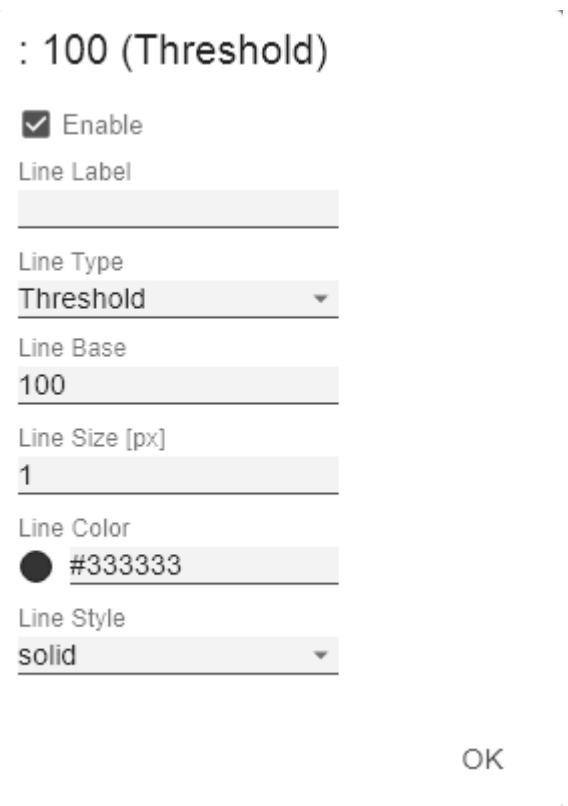 : 100 (Threshold)
Enable
Line Label
Line Type
Threshold
Line Base
100
Line Size [px]
1
Line Color
#333333
Line Style
solid
OK